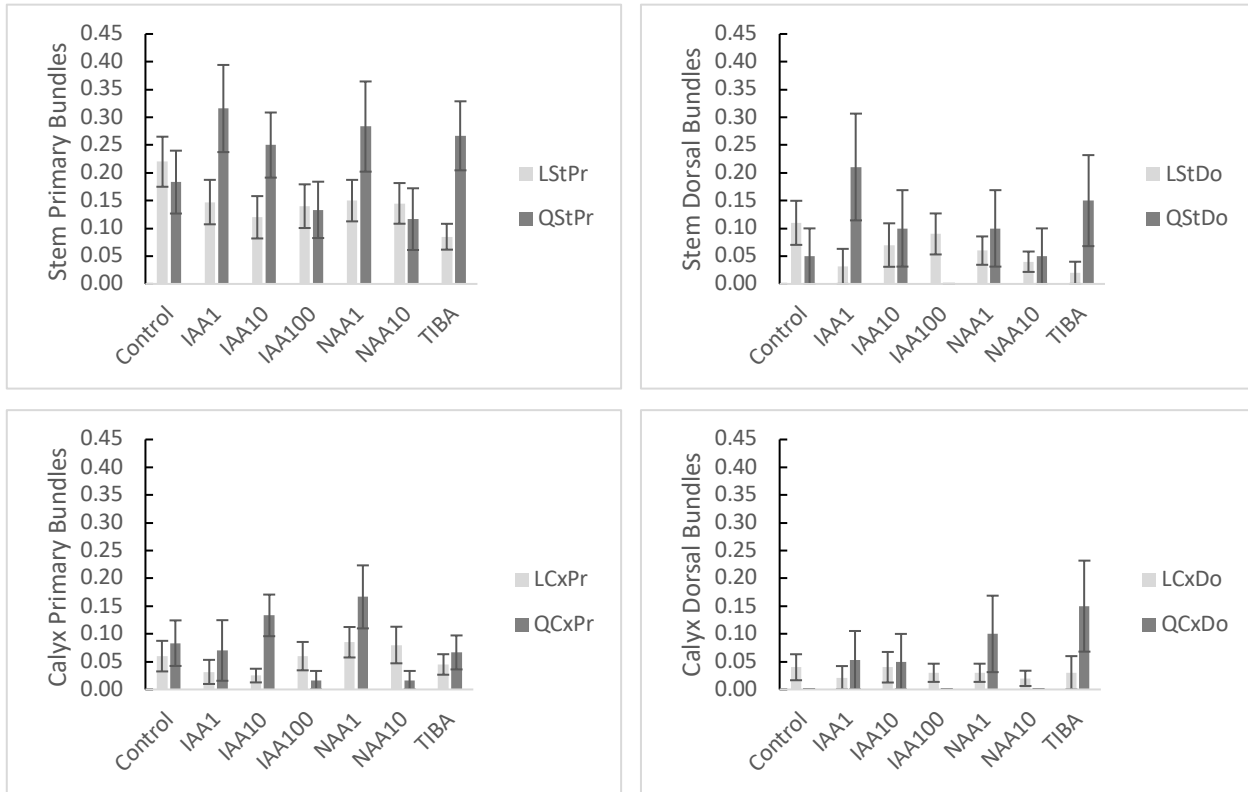 Stem Primary Bundles
0.45
0.40
0.35
0.30
0.25
0.20
0.15
0.10
0.05
0.00
Control
IAA1
IAA10
IAA100
NAA1
NAA10
TIBA
LStPr
QStPr
Stem Dorsal Bundles
0.45
0.40
0.35
0.30
0.25
0.20
0.15
0.10
0.05
0.00
Control
IAA1
IAA10
IAA100
NAA1
NAA10
TIBA
LStDo
QStDo
Calyx Primary Bundles
0.45
0.40
0.35
0.30
0.25
0.20
0.15
0.10
0.05
0.00
Control
IAA1
IAA10
IAA100
NAA1
NAA10
TIBA
LCxPr
QCxPr
Calyx Dorsal Bundles
0.45
0.40
0.35
0.30
0.25
0.20
0.15
0.10
0.05
0.00
Control
IAA1
IAA10
IAA100
NAA1
NAA10
TIBA
LCxDo
QCxDo